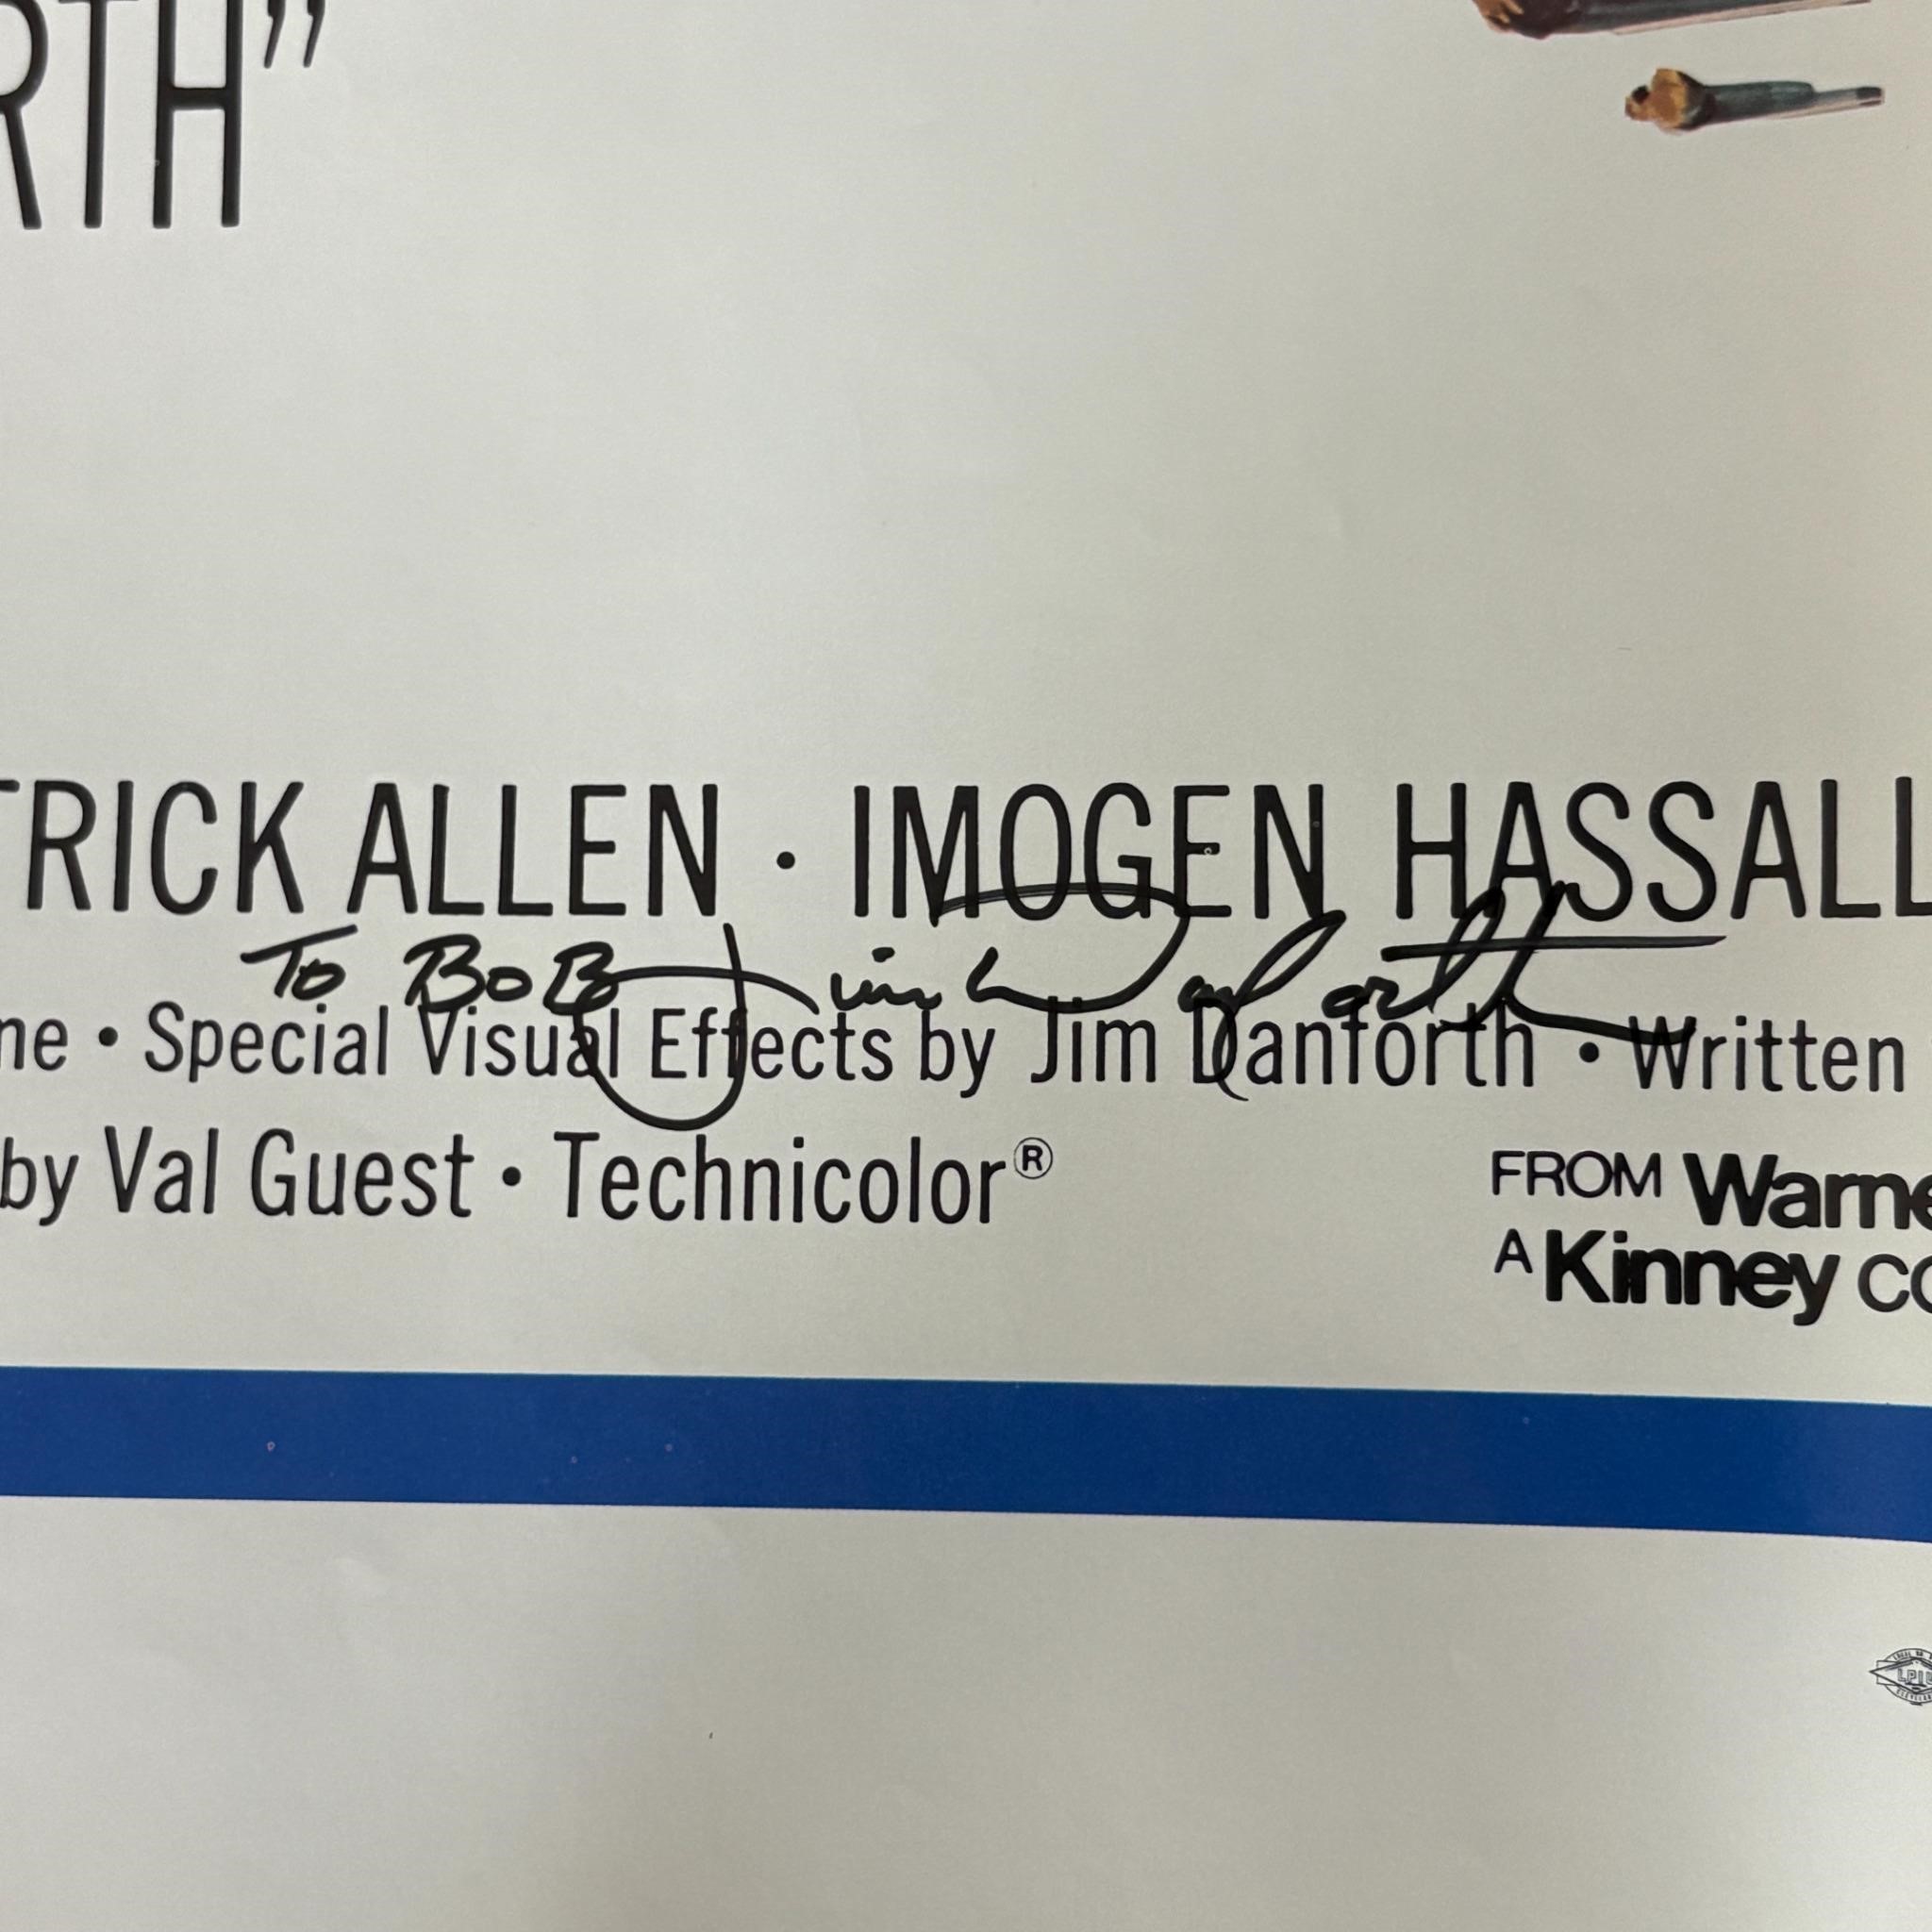 RTH”
TRICK ALLEN • IMOGEN HASSALL
To BoB Jim Danforth
ne • Special Visual Effects by Jim Danforth • Written
by Val Guest • Technicolor®
FROM Warne
A Kinney CO